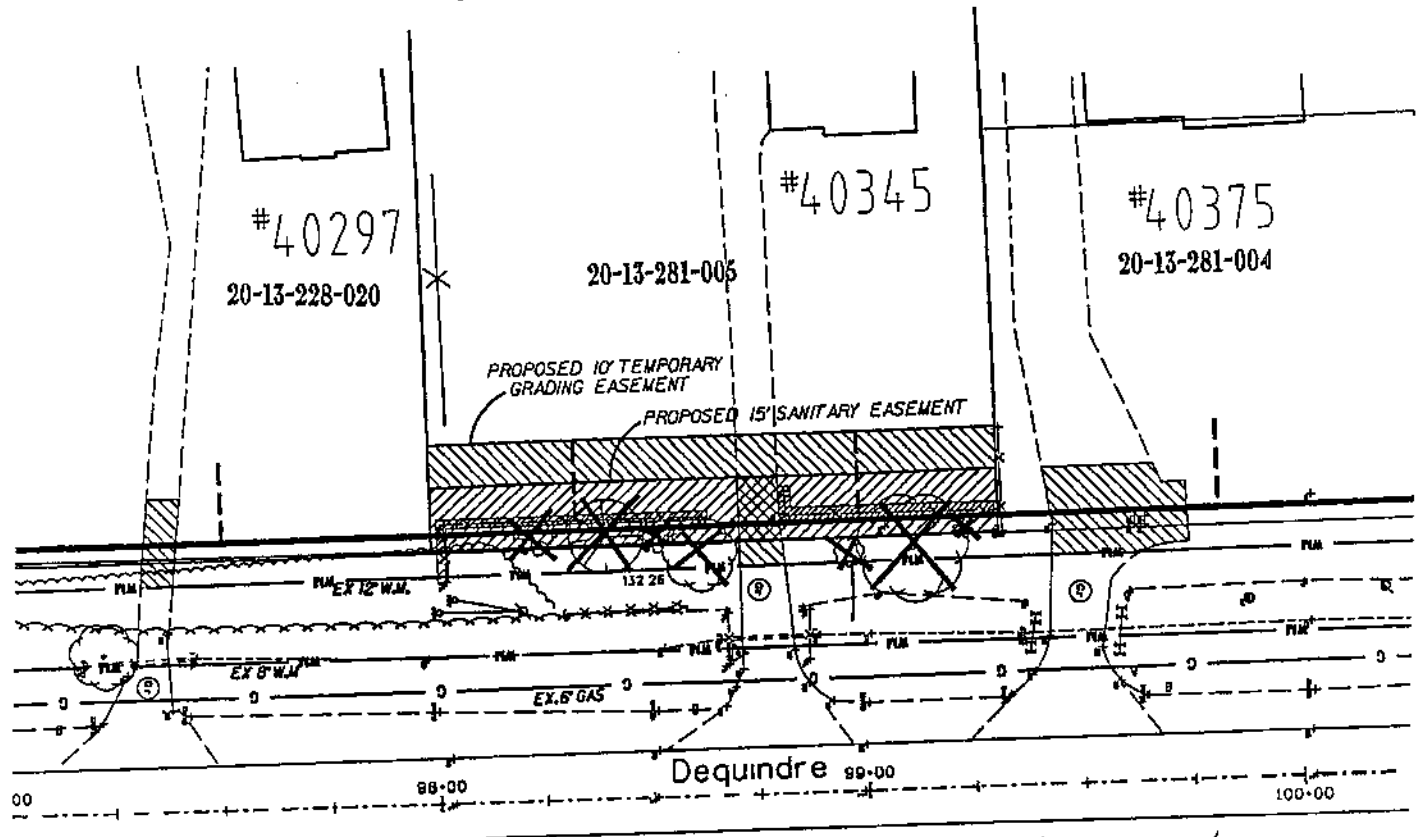 #40297
20-13-228-020
20-13-281-005
#40345
#40375
20-13-281-004
PROPOSED 10' TEMPORARY
GRADING EASEMENT
PROPOSED 15' SANITARY EASEMENT
EX 12" W.M.
132.26
EX 8" W.M
EX. 6" GAS
G
G
G
G
G
G
Dequindre
00
98+00
99+00
100+00